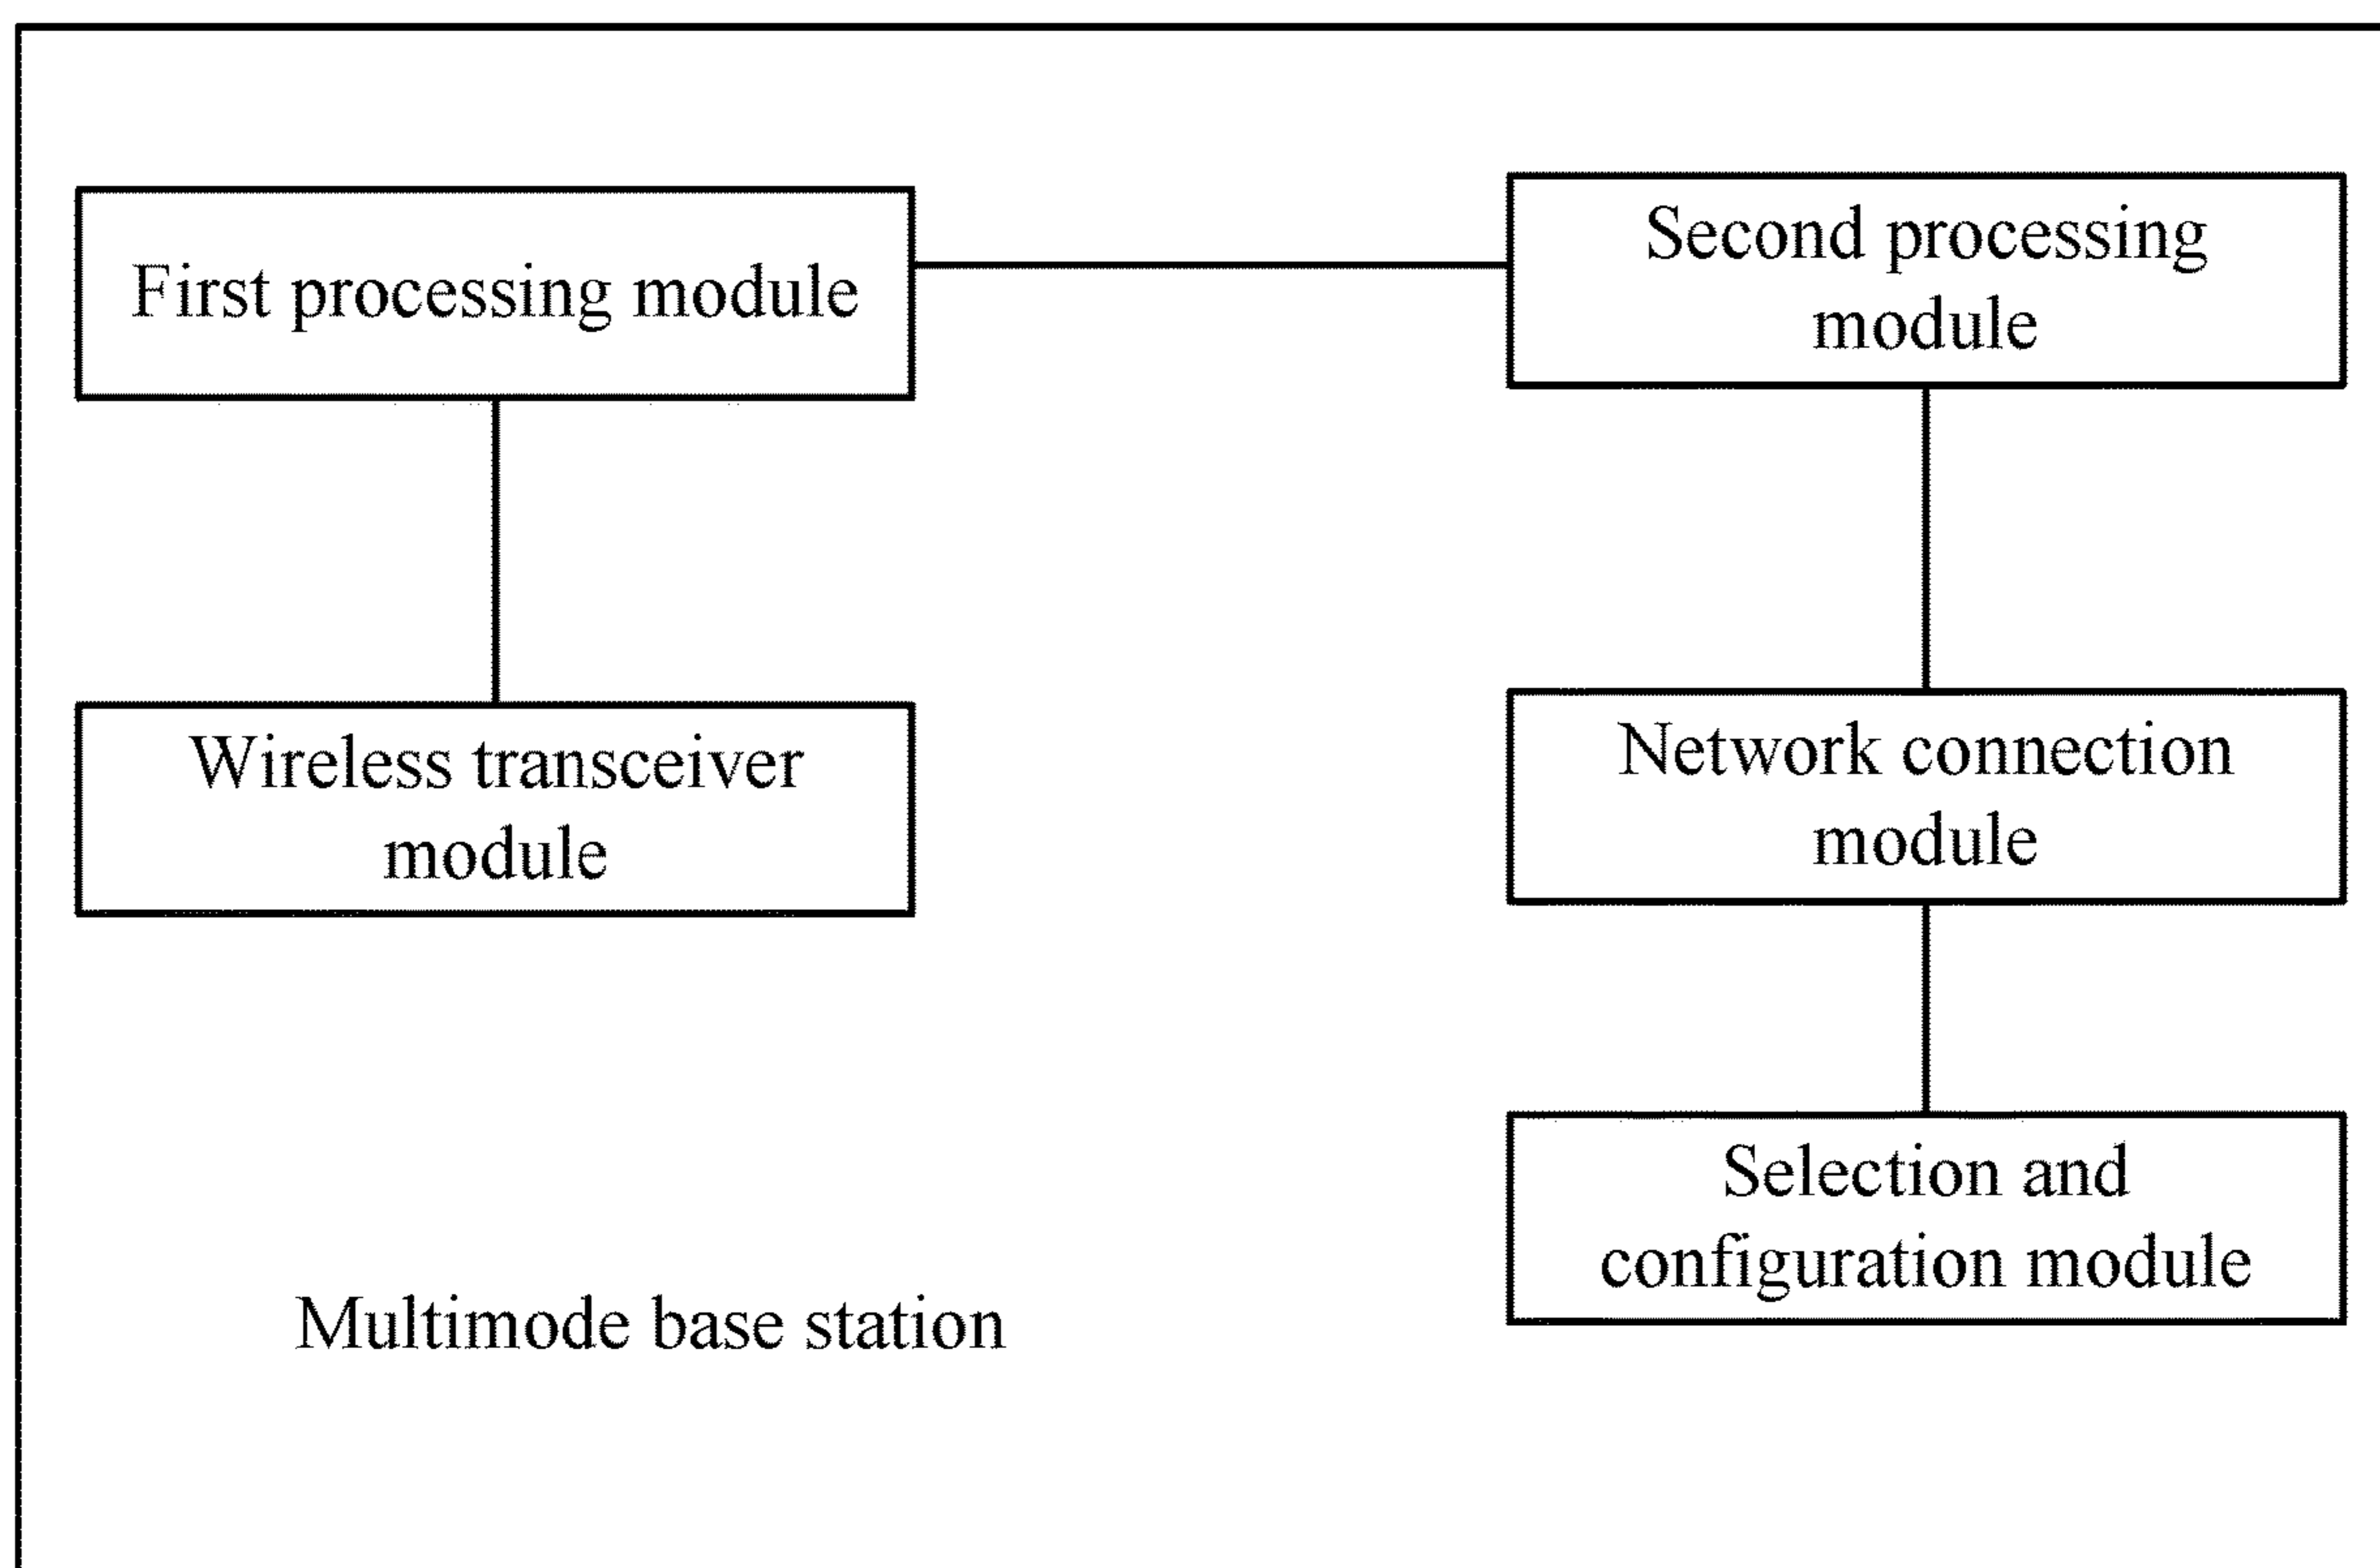 First processing module
Second processing
module
Wireless transceiver
module
Network connection
module
Selection and
configuration module
Multimode base station